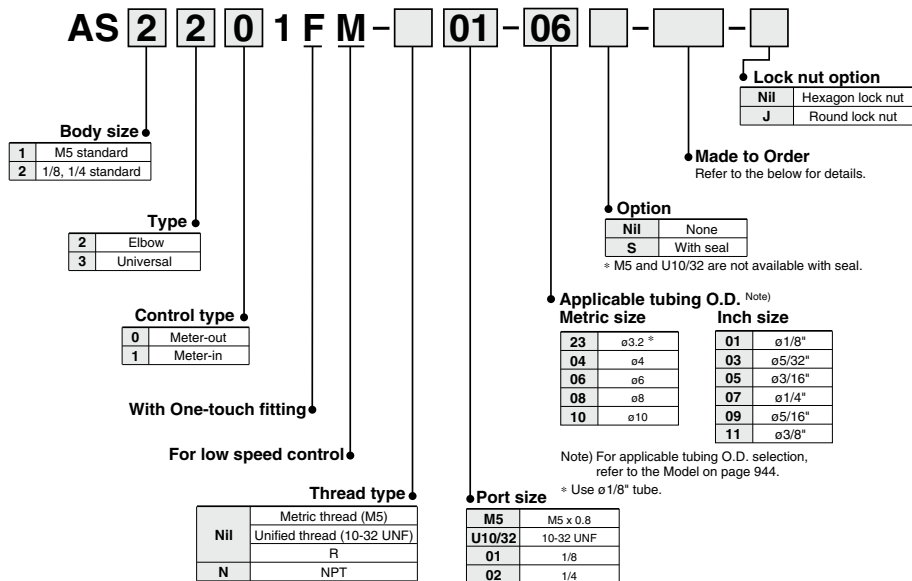 AS 2 2 0 1 F M - 01 - 06 - -
Lock nut option
Nil Hexagon lock nut
J Round lock nut
Body size
1 M5 standard
2 1/8, 1/4 standard
Made to Order
Refer to the below for details.
Type
2 Elbow
3 Universal
Option
Nil None
S With seal
* M5 and U10/32 are not available with seal.
Control type
0 Meter-out
1 Meter-in
Applicable tubing O.D. Note)
Metric size
23 ø3.2 *
04 ø4
06 ø6
08 ø8
10 ø10
Inch size
01 ø1/8"
03 ø5/32"
05 ø3/16"
07 ø1/4"
09 ø5/16"
11 ø3/8"
Note) For applicable tubing O.D. selection,
refer to the Model on page 944.
* Use ø1/8" tube.
With One-touch fitting
For low speed control
Thread type
Nil Metric thread (M5)
Unified thread (10-32 UNF)
R
N NPT
Port size
M5 M5 x 0.8
U10/32 10-32 UNF
01 1/8
02 1/4